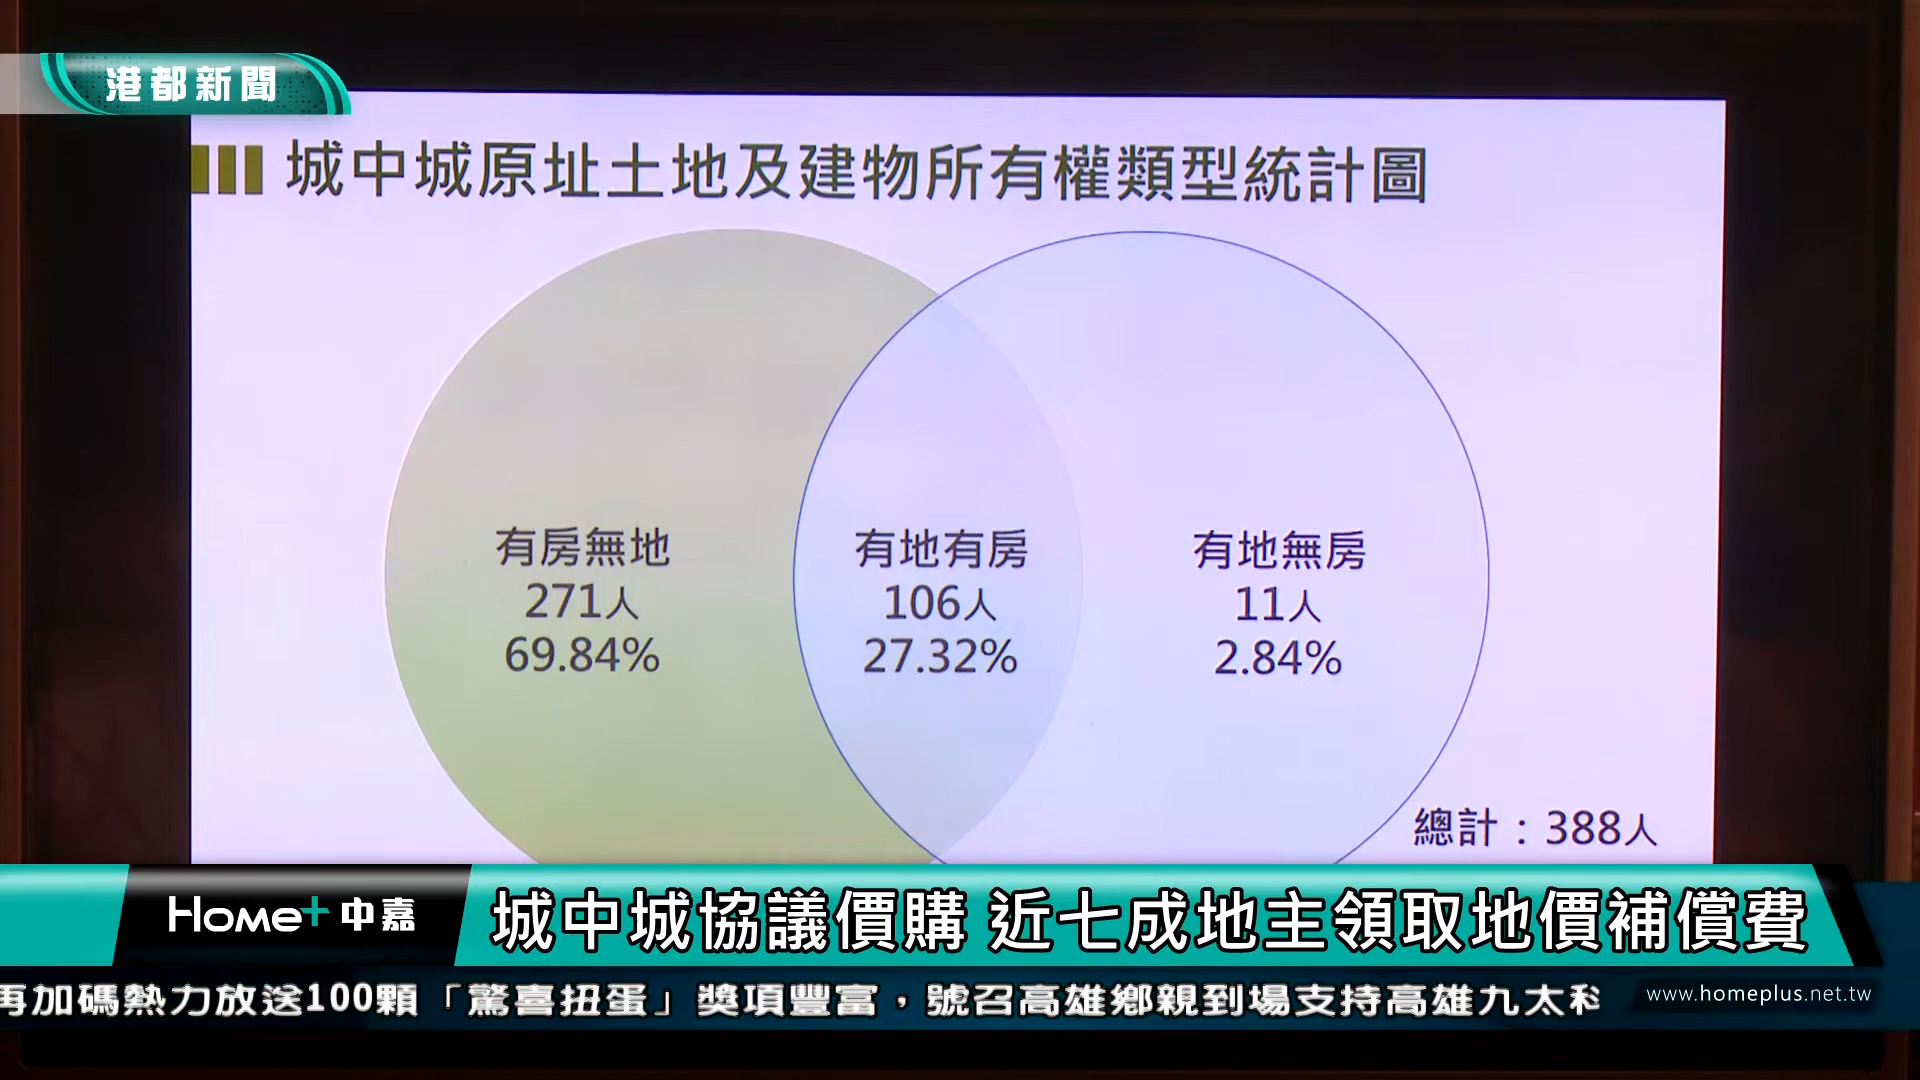 港都新聞
城中城原址土地及建物所有權類型統計圖
有房無地
271人
69.84%
有地有房
106人
27.32%
有地無房
11人
2.84%
總計：388人
Home+中嘉
城中城協議價購 近七成地主領取地價補償費
再加碼熱力放送100顆「驚喜扭蛋」獎項豐富，號召高雄鄉親到場支持高雄九太科
www.homeplus.net.tw